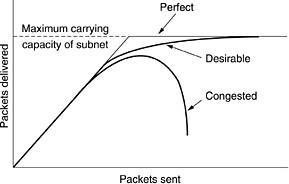 Perfect
Maximum carrying
capacity of subnet
Desirable
Congested
Packets delivered
Packets sent